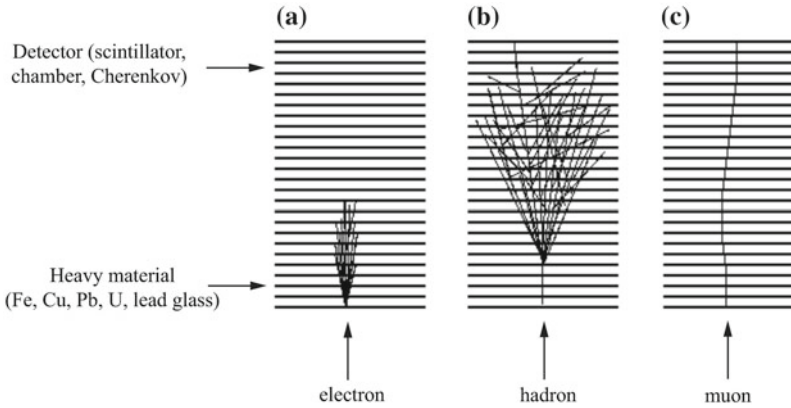 (a)
(b)
(c)
Detector (scintillator,
chamber, Cherenkov)
Heavy material
(Fe, Cu, Pb, U, lead glass)
electron
hadron
muon